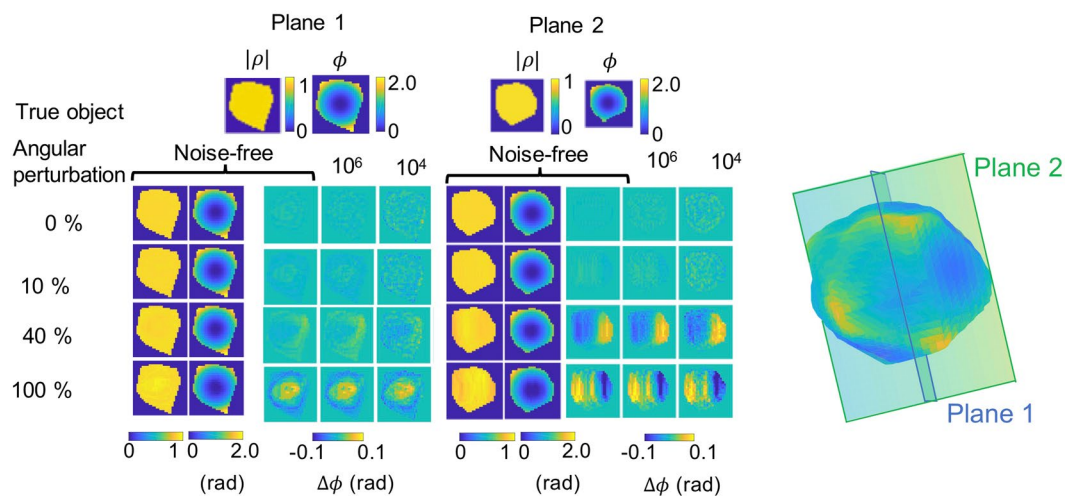 Plane 1
Plane 2
|ρ|
ϕ
|ρ|
ϕ
True object
1
0
2.0
0
1
0
2.0
0
Angular
perturbation
Noise-free
10⁶
10⁴
Noise-free
10⁶
10⁴
0 %
10 %
40 %
100 %
0 1
0 2.0
-0.1 0.1
0 1
0 2.0
-0.1 0.1
(rad)
Δϕ (rad)
(rad)
Δϕ (rad)
Plane 2
Plane 1